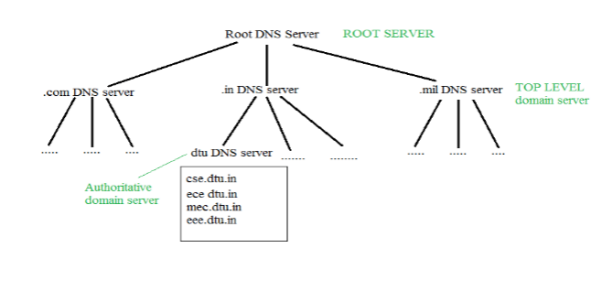 Root DNS Server ROOT SERVER
.com DNS server .in DNS server .mil DNS server TOP LEVEL
domain server
..... ..... .... dtu DNS server ....... ........ ..... ..... ....
Authoritative
domain server
cse.dtu.in
ece dtu.in
mec.dtu.in
eee.dtu.in